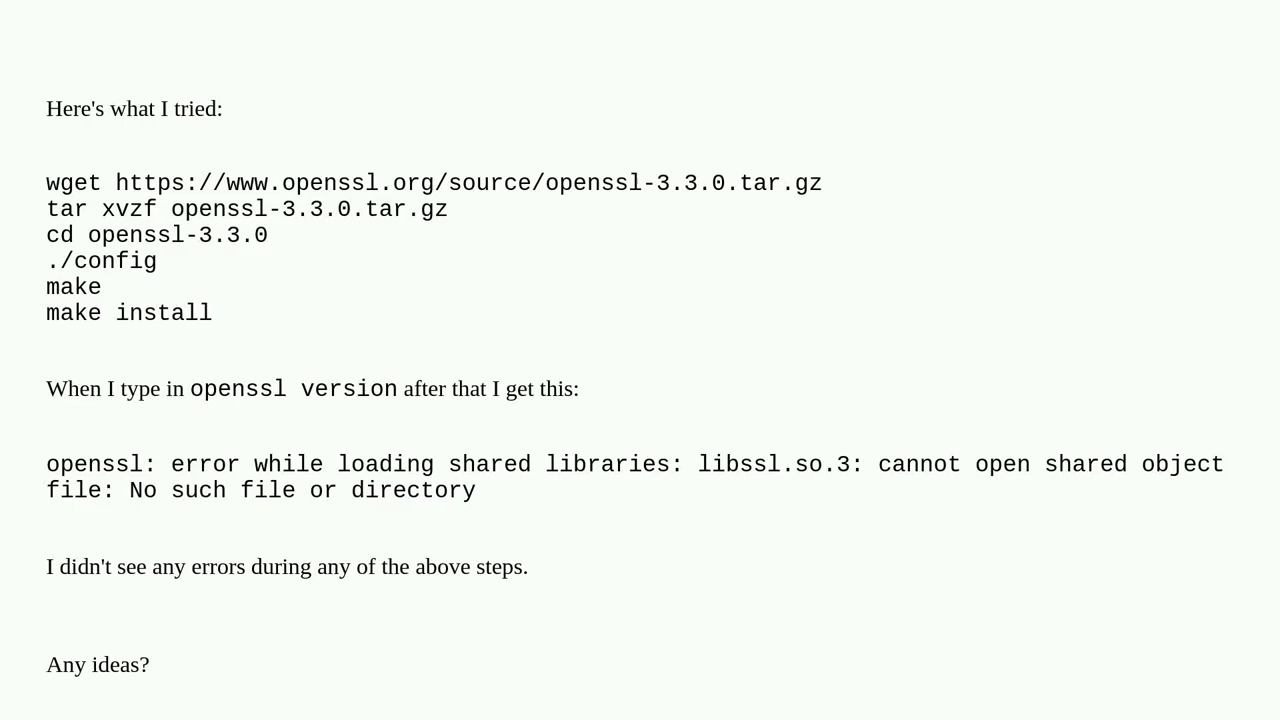 Here's what I tried:
wget https://www.openssl.org/source/openssl-3.3.0.tar.gz
tar xvzf openssl-3.3.0.tar.gz
cd openssl-3.3.0
./config
make
make install
When I type in openssl version after that I get this:
openssl: error while loading shared libraries: libssl.so.3: cannot open shared object
file: No such file or directory
I didn't see any errors during any of the above steps.
Any ideas?